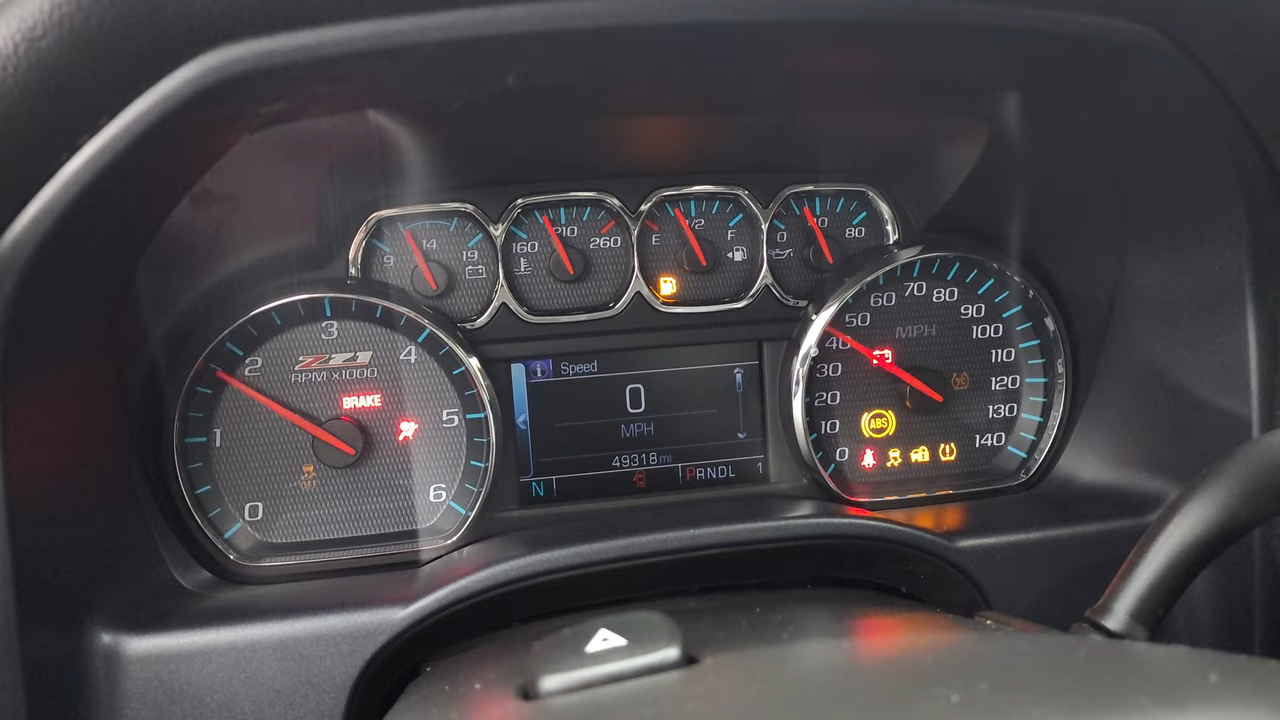 9 14 19
160 210 260
E 1/2 F
0 40 80
0 1 2 3 4 5 6
Z71
RPM X1000
BRAKE
i Speed
0
MPH
49318 mi
N PRNDL 1
0 10 20 30 40 50 60 70 80 90 100 110 120 130 140
MPH
ABS